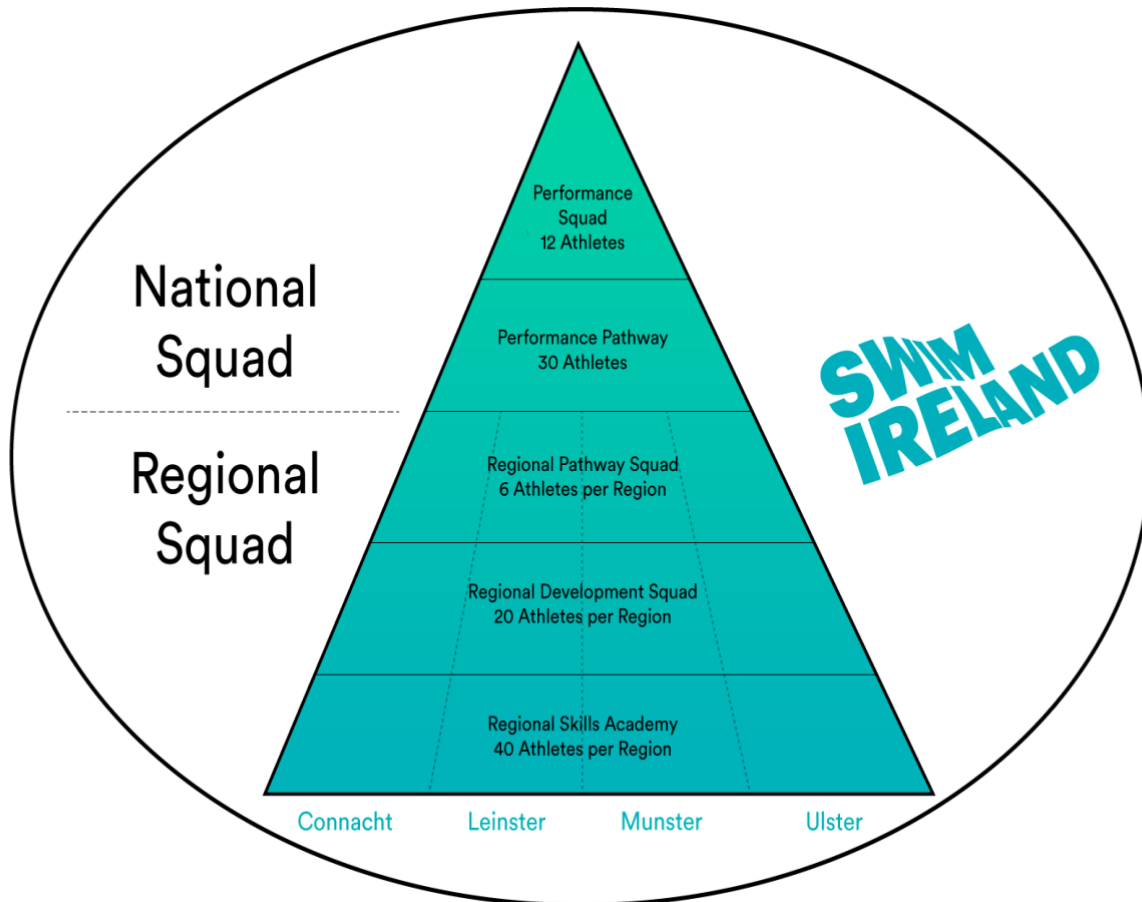 Performance
Squad
12 Athletes
National
Squad
Performance Pathway
30 Athletes
SWIM
IRELAND
Regional
Squad
Regional Pathway Squad
6 Athletes per Region
Regional Development Squad
20 Athletes per Region
Regional Skills Academy
40 Athletes per Region
Connacht
Leinster
Munster
Ulster